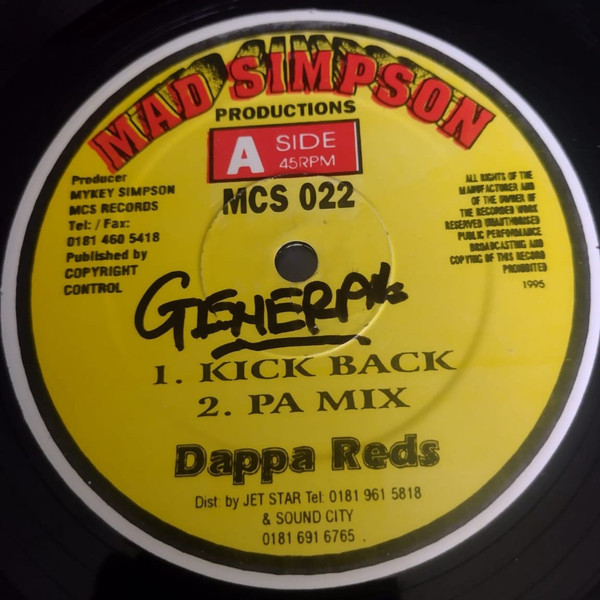 MAD SIMPSON
PRODUCTIONS
A SIDE
45RPM
MCS 022
Producer
MYKEY SIMPSON
MCS RECORDS
Tel: / Fax:
0181 460 5418
Published by
COPYRIGHT
CONTROL
ALL RIGHTS OF THE
MANUFACTURER AND
OF THE OWNER OF
THE RECORDED WORK
RESERVED UNAUTHORISED
PUBLIC PERFORMANCE
BROADCASTING AND
COPYING OF THIS RECORD
PROHIBITED
1995
GENERAL
1. KICK BACK
2. PA MIX
Dappa Reds
Dist: by JET STAR Tel: 0181 961 5818
& SOUND CITY
0181 691 6765 .